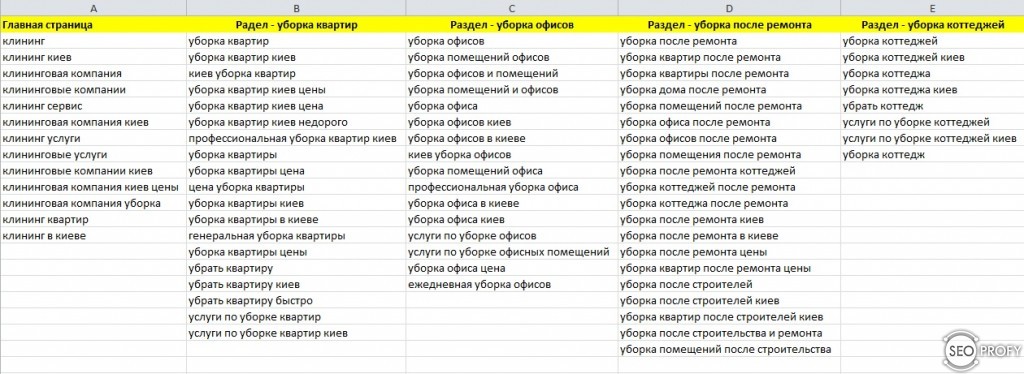 A B C D E
Главная страница Радел - уборка квартир Раздел - уборка офисов Раздел - уборка после ремонта Раздел - уборка коттеджей
клининг уборка квартир уборка офисов уборка после ремонта уборка коттеджей
клининг киев уборка квартир киев уборка помещений офисов уборка квартир после ремонта уборка коттеджей киев
клининговая компания киев уборка квартир уборка офисов и помещений уборка квартиры после ремонта уборка коттеджа
клининговые компании уборка квартир киев цены уборка помещений и офисов уборка дома после ремонта уборка коттеджа киев
клининг сервис уборка квартир киев цена уборка офиса уборка помещений после ремонта убрать коттедж
клининговая компания киев уборка квартир киев недорого уборка офисов киев уборка офиса после ремонта услуги по уборке коттеджей
клининг услуги профессиональная уборка квартир киев уборка офисов в киеве уборка офисов после ремонта услуги по уборке коттеджей киев
клининговые услуги уборка квартиры киев уборка офисов уборка помещения после ремонта уборка коттедж
клининговые компании киев уборка квартиры цена уборка помещений офиса уборка после ремонта коттеджей
клининговая компания киев цены цена уборка квартиры профессиональная уборка офиса уборка коттеджей после ремонта
клининговая компания уборка уборка квартиры киев уборка офиса в киеве уборка коттеджа после ремонта
клининг квартир уборка квартиры в киеве уборка офиса киев уборка после ремонта киев
клининг в киеве генеральная уборка квартиры услуги по уборке офисов уборка после ремонта в киеве
уборка квартиры цены услуги по уборке офисных помещений уборка после ремонта цены
убрать квартиру уборка офиса цена уборка квартир после ремонта цены
убрать квартиру киев ежедневная уборка офисов уборка после строителей
убрать квартиру быстро уборка после строителей киев
услуги по уборке квартир уборка квартир после строителей киев
услуги по уборке квартир киев уборка после строительства и ремонта
уборка помещений после строительства
SEO PROFY